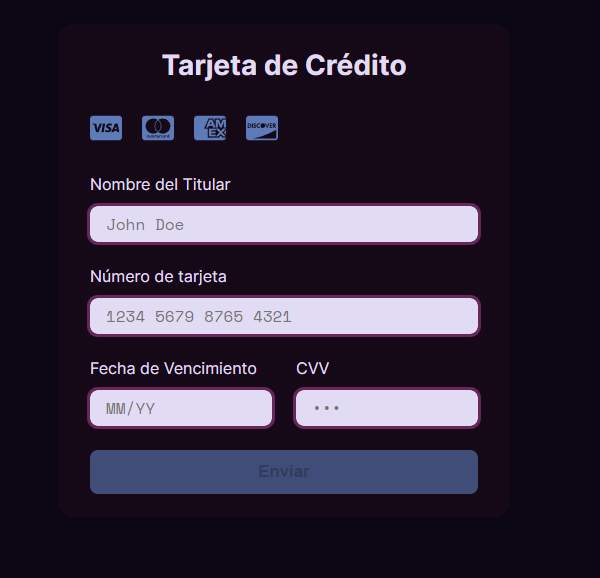 Tarjeta de Crédito
VISA mastercard AM EX DISCOVER
Nombre del Titular
John Doe
Número de tarjeta
1234 5679 8765 4321
Fecha de Vencimiento CVV
MM/YY •••
Enviar